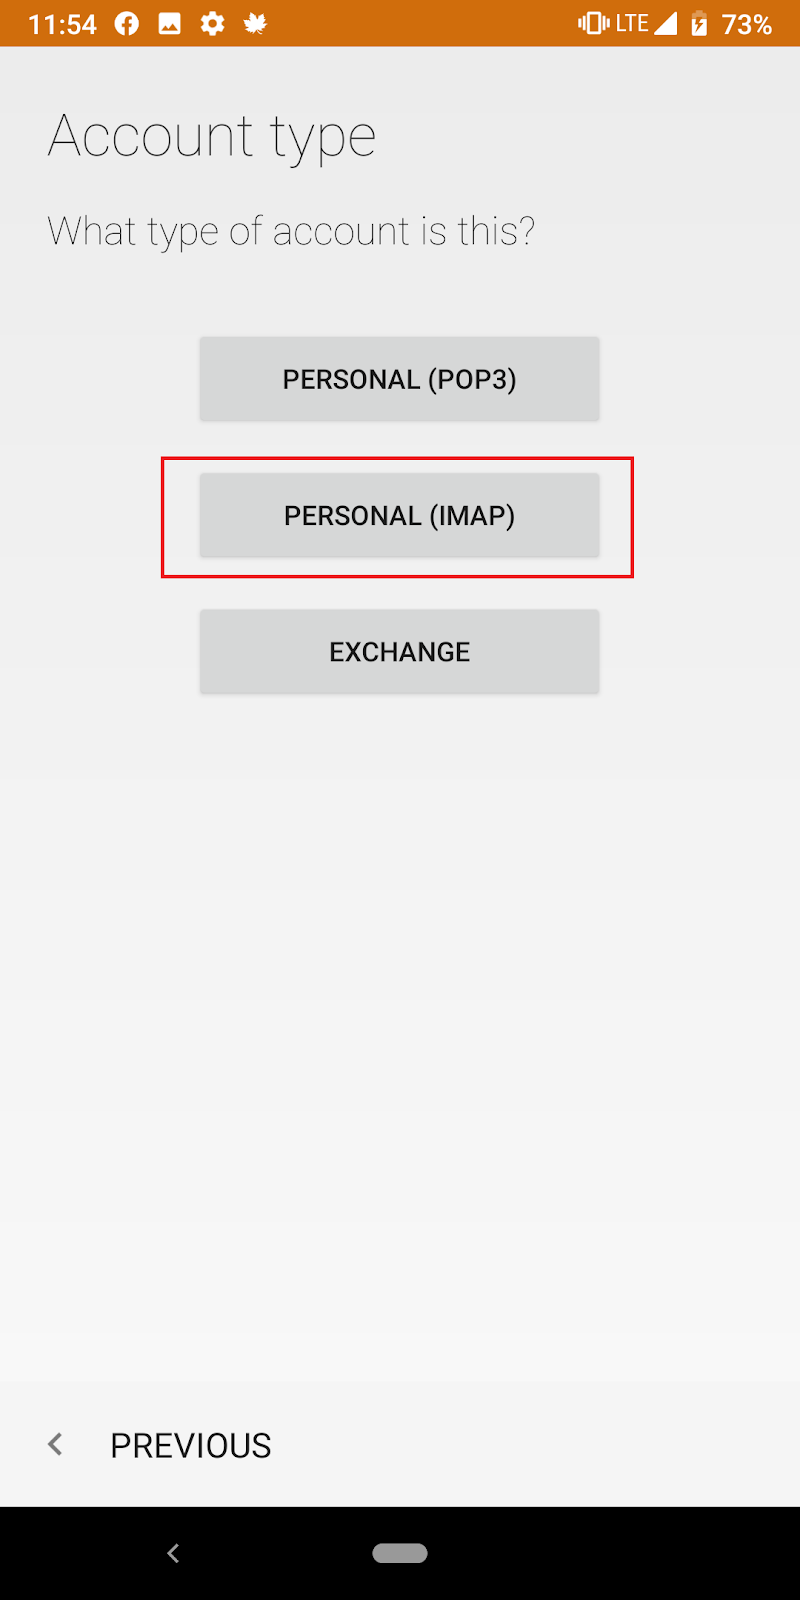 11:54 LTE 73%
Account type
What type of account is this?
PERSONAL (POP3)
PERSONAL (IMAP)
EXCHANGE
PREVIOUS